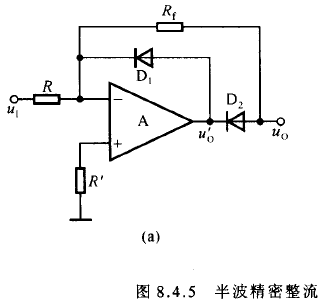 R_f
D_1
R
u_I
−
A
+
u'_O
D_2
u_O
R'
(a)
图 8.4.5 半波精密整流